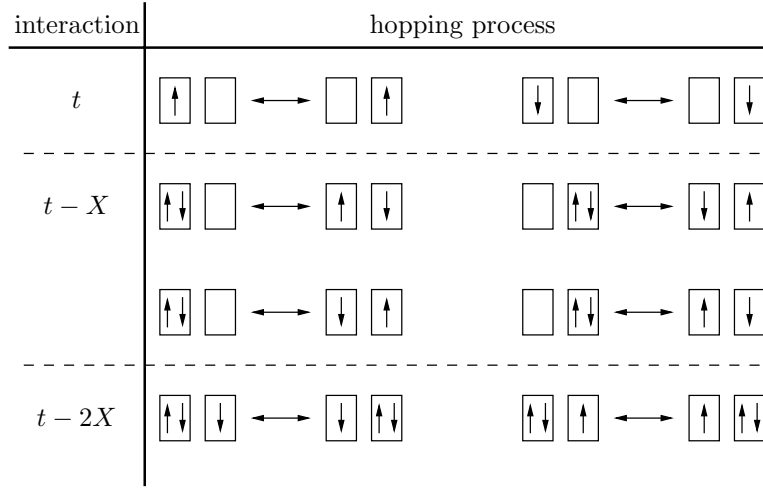 interaction hopping process
t
t − X
t − 2X